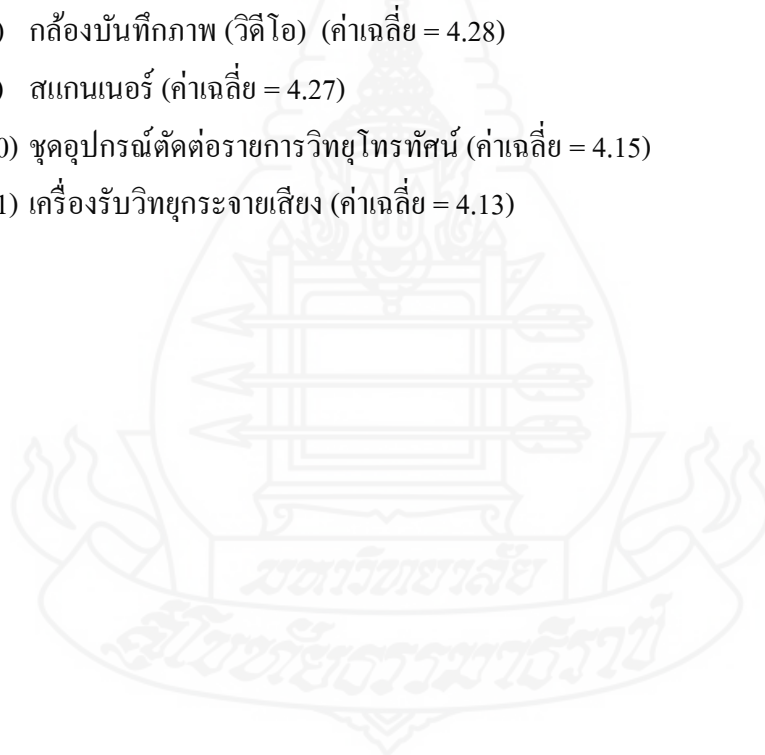 ) กล้องบันทึกภาพ (วิดีโอ) (ค่าเฉลี่ย = 4.28)
) สแกนเนอร์ (ค่าเฉลี่ย = 4.27)
0) ชุดอุปกรณ์ตัดต่อรายการวิทยุโทรทัศน์ (ค่าเฉลี่ย = 4.15)
1) เครื่องรับวิทยุกระจายเสียง (ค่าเฉลี่ย = 4.13)
มหาวิทยาลัย
สุโขทัยธรรมาธิราช